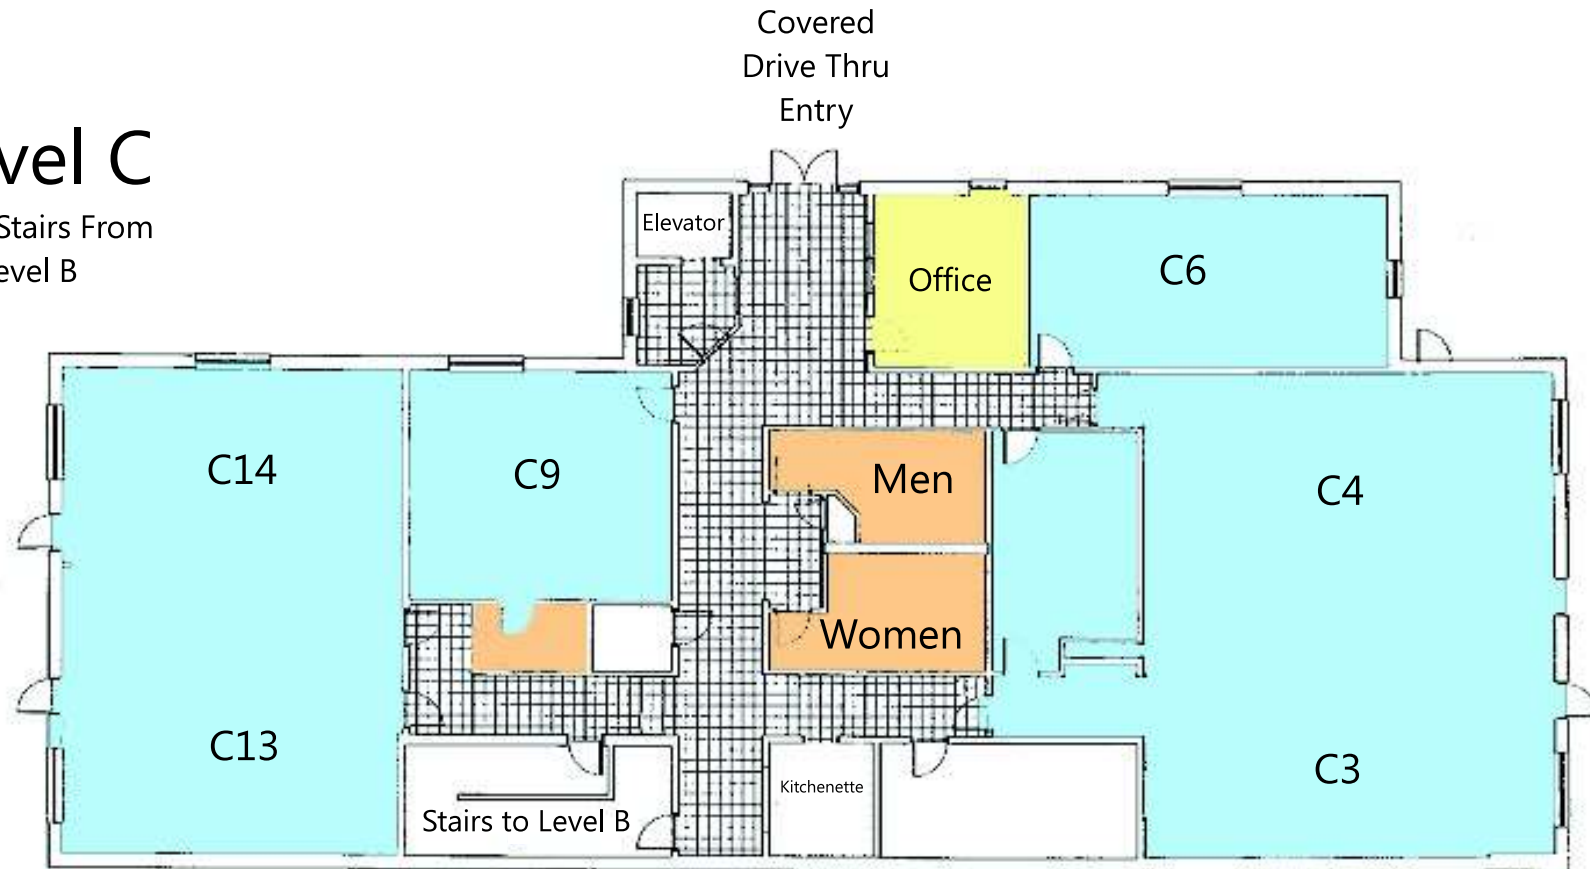 Covered
Drive Thru
Entry
vel C
Stairs From
evel B
Elevator
Office
C6
C14
C9
Men
C4
Women
C13
C3
Kitchenette
Stairs to Level B